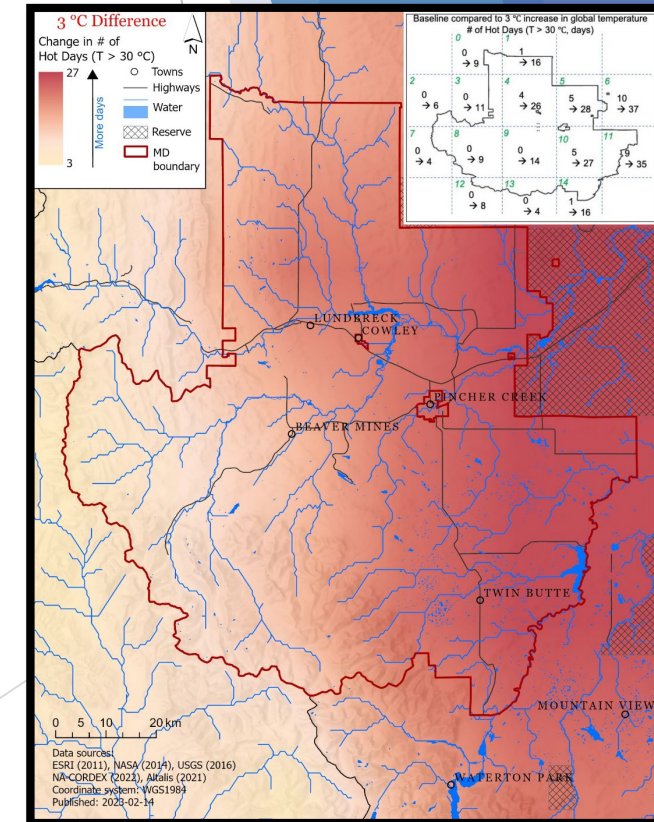 3 °C Difference
Change in # of
Hot Days (T > 30 °C)
27
3
More days
N
Towns
Highways
Water
Reserve
MD
boundary
Baseline compared to 3 °C increase in global temperature
# of Hot Days (T > 30 °C, days)
0
0
→ 9
1
1
→ 16
2
0
→ 6
3
0
→ 11
4
→ 26
5
5
→ 28
6
10
→ 37
7
0
→ 4
8
0
→ 9
9
0
→ 14
10
5
→ 27
11
9
→ 35
12
0
→ 8
13
0
→ 4
14
1
→ 16
LUNDBRECK
COWLEY
PINCHER CREEK
BEAVER MINES
TWIN BUTTE
MOUNTAIN VIEW
WATERTON PARK
0 5 10 20 km
Data sources:
ESRI (2011), NASA (2014), USGS (2016)
NA-CORDEX (2022), Altalis (2021)
Coordinate system: WGS1984
Published: 2023-02-14